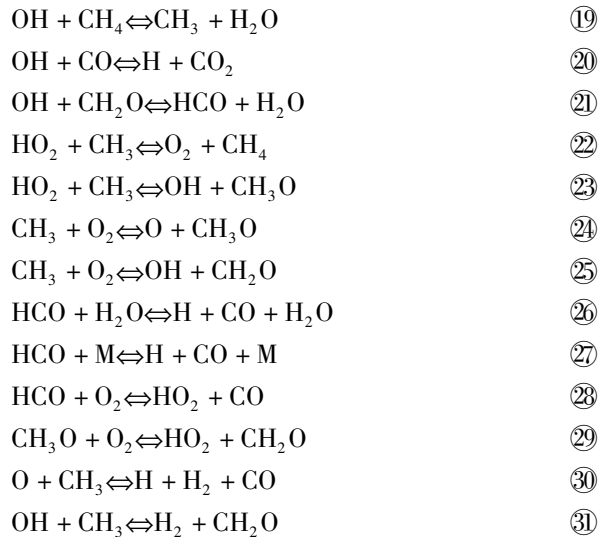 OH + CH₄⇔CH₃ + H₂O ⑲
OH + CO⇔H + CO₂ ⑳
OH + CH₂O⇔HCO + H₂O ㉑
HO₂ + CH₃⇔O₂ + CH₄ ㉒
HO₂ + CH₃⇔OH + CH₃O ㉓
CH₃ + O₂⇔O + CH₃O ㉔
CH₃ + O₂⇔OH + CH₂O ㉕
HCO + H₂O⇔H + CO + H₂O ㉖
HCO + M⇔H + CO + M ㉗
HCO + O₂⇔HO₂ + CO ㉘
CH₃O + O₂⇔HO₂ + CH₂O ㉙
O + CH₃⇔H + H₂ + CO ㉚
OH + CH₃⇔H₂ + CH₂O ㉛